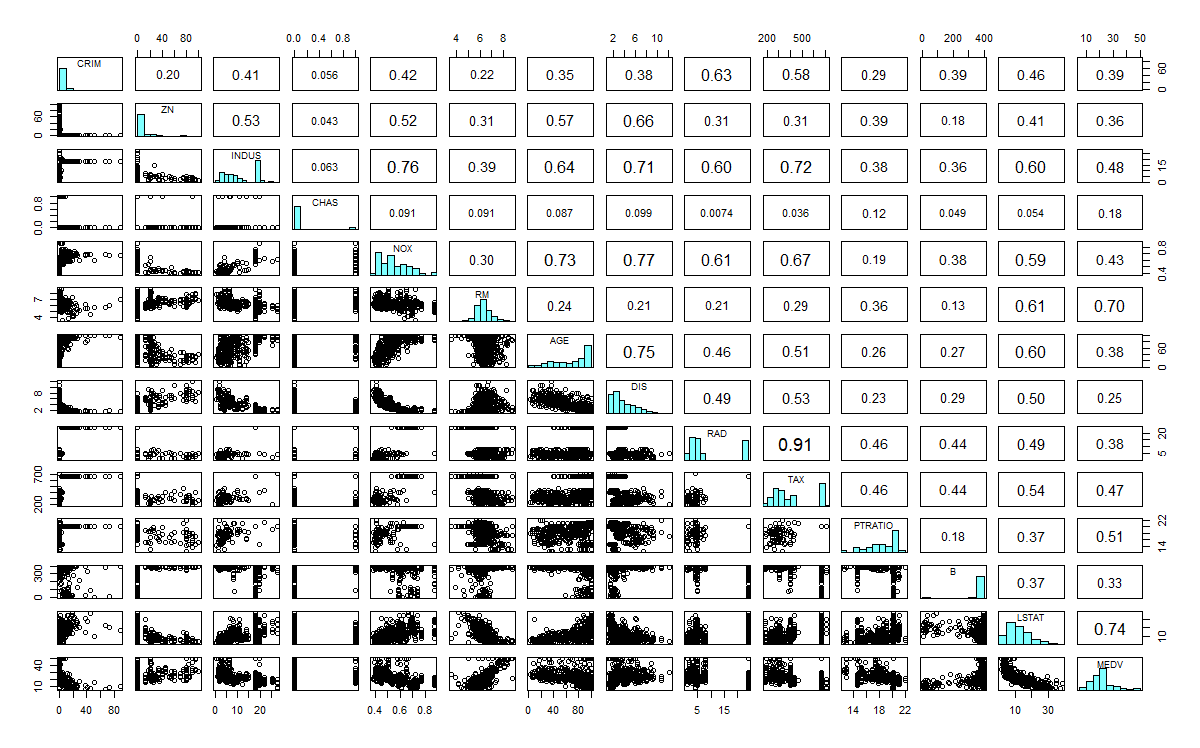 0 40 80 0.0 0.4 0.8 4 6 8 2 4 6 8 10 200 500 0 200 400 10 20 30 40 50
CRIM 0.20 0.41 0.056 0.42 0.22 0.35 0.38 0.63 0.58 0.29 0.39 0.46 0.39 0 60
0 60 ZN 0.53 0.043 0.52 0.31 0.57 0.66 0.31 0.31 0.39 0.18 0.41 0.36
INDUS 0.063 0.76 0.39 0.64 0.71 0.60 0.72 0.38 0.36 0.60 0.48 0 15
0.0 0.8 CHAS 0.091 0.091 0.087 0.099 0.0074 0.036 0.12 0.049 0.054 0.18
NOX 0.30 0.73 0.77 0.61 0.67 0.19 0.38 0.59 0.43 0.4 0.8
4 7 RM 0.24 0.21 0.21 0.29 0.36 0.13 0.61 0.70
AGE 0.75 0.46 0.51 0.26 0.27 0.60 0.38 0 60
2 8 DIS 0.49 0.53 0.23 0.29 0.50 0.25
RAD 0.91 0.46 0.44 0.49 0.38 5 20
200 700 TAX 0.46 0.44 0.54 0.47
PTRATIO 0.18 0.37 0.51 14 22
0 300 B 0.37 0.33
LSTAT 0.74 10
10 40 MEDV
0 40 80 0 10 20 0.4 0.6 0.8 0 40 80 5 15 14 18 20 22 10 30